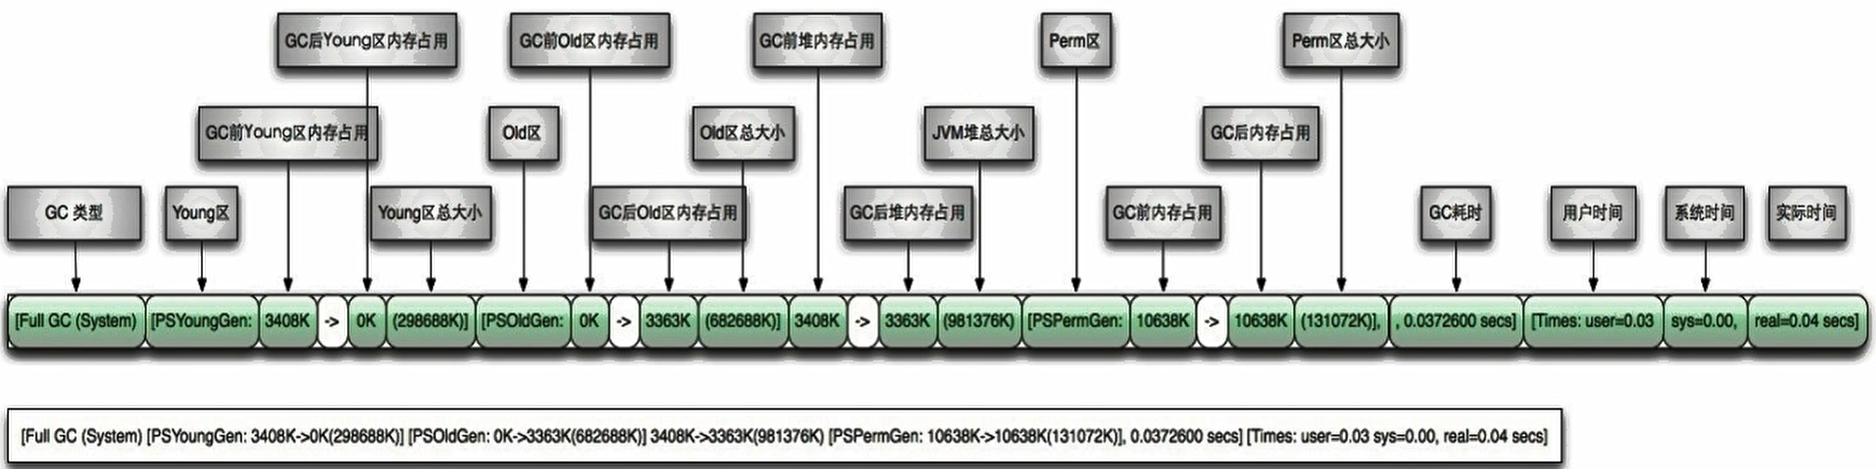 GC后Young区内存占用 GC前Old区内存占用 GC前堆内存占用 Perm区 Perm区总大小
GC前Young区内存占用 Old区 Old区总大小 JVM堆总大小 GC后内存占用
GC 类型 Young区 Young区总大小 GC后Old区内存占用 GC后堆内存占用 GC前内存占用 GC耗时 用户时间 系统时间 实际时间
[Full GC (System) [PSYoungGen: 3408K -> 0K (298688K)] [PSOldGen: 0K -> 3363K (682688K)] 3408K -> 3363K (981376K) [PSPermGen: 10638K -> 10638K (131072K)], , 0.0372600 secs] [Times: user=0.03 sys=0.00, real=0.04 secs]
[Full GC (System) [PSYoungGen: 3408K->0K(298688K)] [PSOldGen: 0K->3363K(682688K)] 3408K->3363K(981376K) [PSPermGen: 10638K->10638K(131072K)], 0.0372600 secs] [Times: user=0.03 sys=0.00, real=0.04 secs]